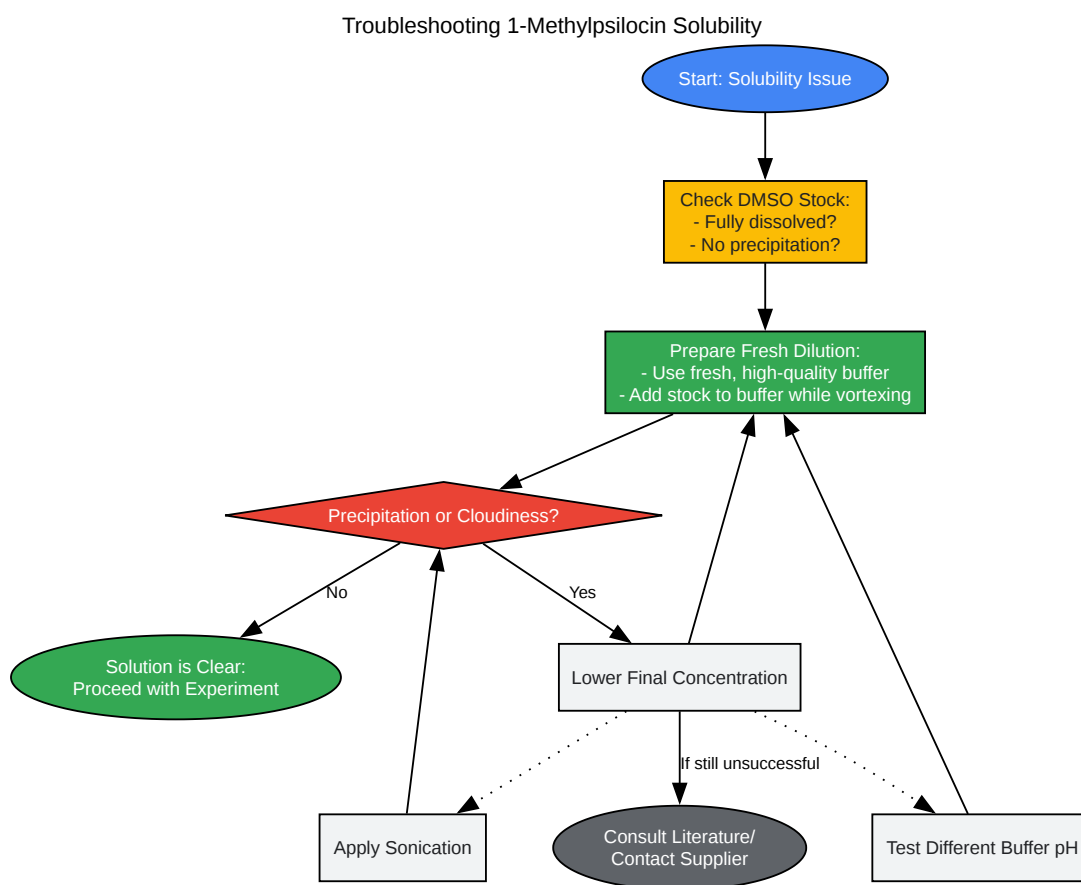 Troubleshooting 1-Methylpsilocin Solubility
Start: Solubility Issue
Check DMSO Stock:
- Fully dissolved?
- No precipitation?
Prepare Fresh Dilution:
- Use fresh, high-quality buffer
- Add stock to buffer while vortexing
Precipitation or Cloudiness?
No
Yes
Solution is Clear:
Proceed with Experiment
Lower Final Concentration
If still unsuccessful
Apply Sonication
Consult Literature/
Contact Supplier
Test Different Buffer pH